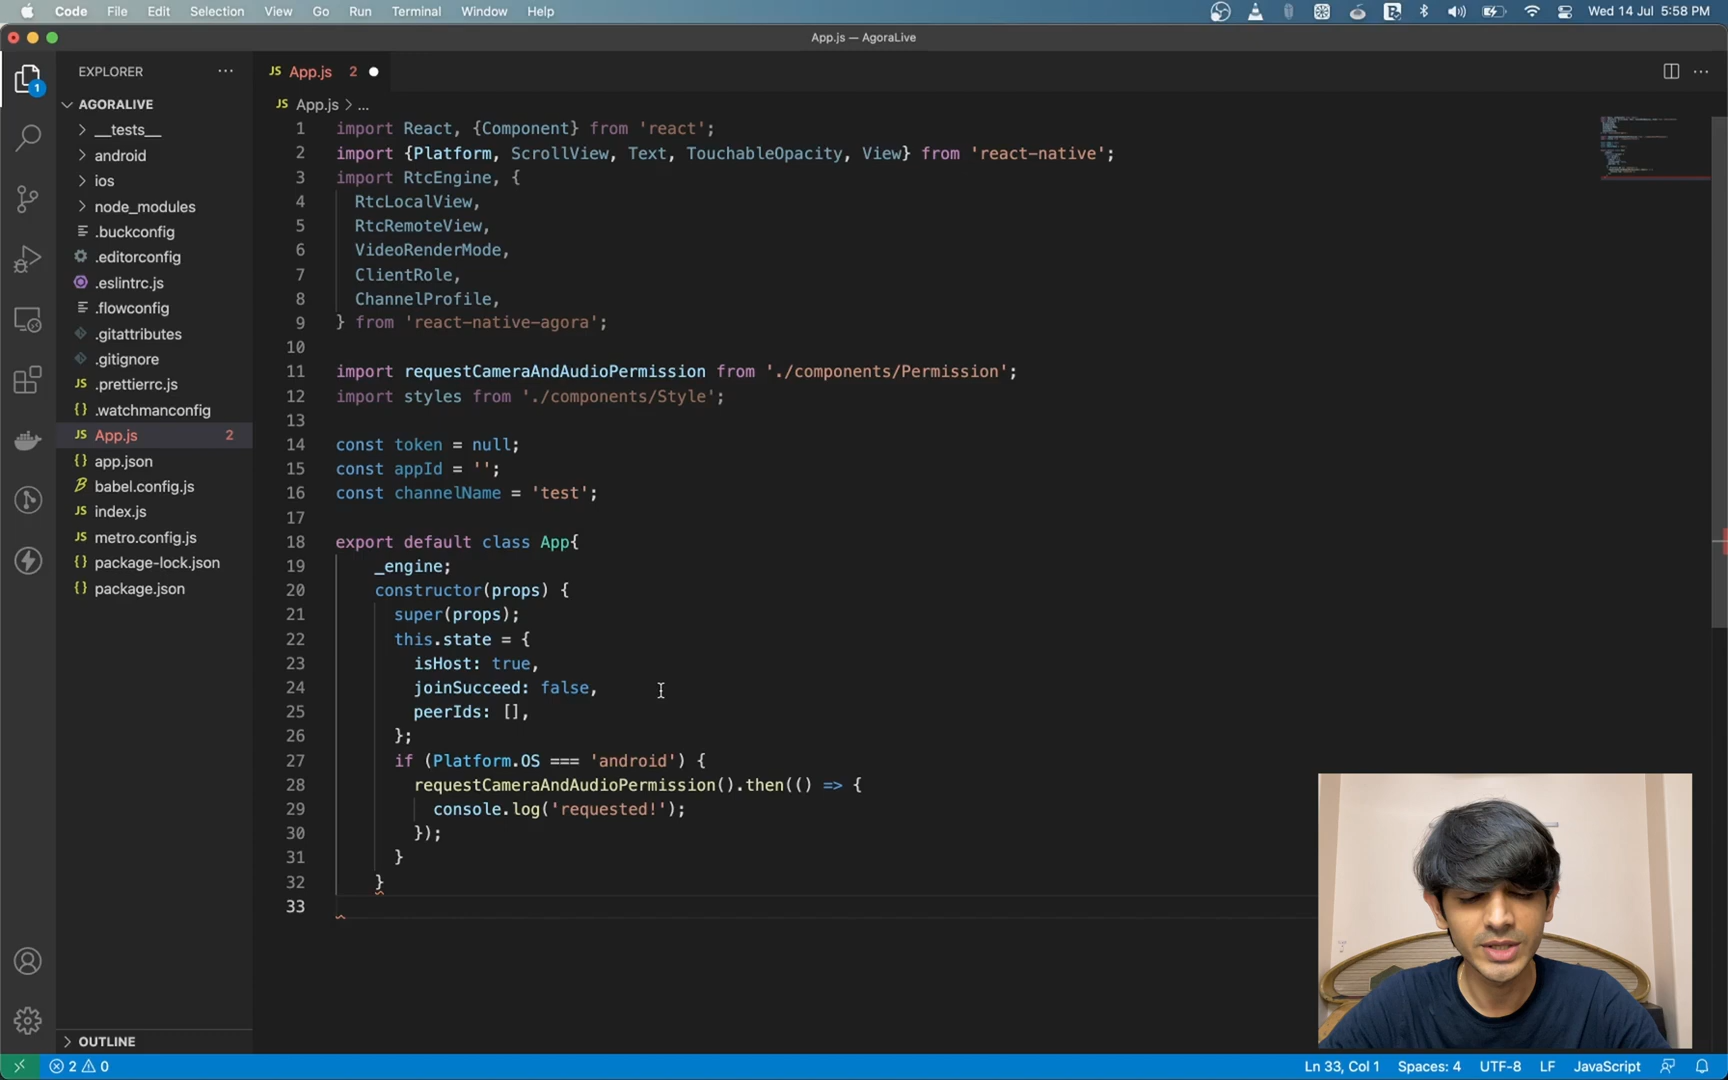 Code File Edit Selection View Go Run Terminal Window Help
Wed 14 Jul 5:58 PM
App.js — AgoraLive
EXPLORER
AGORALIVE
__tests__
android
ios
node_modules
.buckconfig
.editorconfig
.eslintrc.js
.flowconfig
.gitattributes
.gitignore
JS .prettierrc.js
{} .watchmanconfig
JS App.js 2
{} app.json
babel.config.js
JS index.js
JS metro.config.js
{} package-lock.json
{} package.json
OUTLINE
1
JS App.js 2
JS App.js > ...
1 import React, {Component} from 'react';
2 import {Platform, ScrollView, Text, TouchableOpacity, View} from 'react-native';
3 import RtcEngine, {
4 RtcLocalView,
5 RtcRemoteView,
6 VideoRenderMode,
7 ClientRole,
8 ChannelProfile,
9 } from 'react-native-agora';
10
11 import requestCameraAndAudioPermission from './components/Permission';
12 import styles from './components/Style';
13
14 const token = null;
15 const appId = '';
16 const channelName = 'test';
17
18 export default class App{
19 _engine;
20 constructor(props) {
21 super(props);
22 this.state = {
23 isHost: true,
24 joinSucceed: false,
25 peerIds: [],
26 };
27 if (Platform.OS === 'android') {
28 requestCameraAndAudioPermission().then(() => {
29 console.log('requested!');
30 });
31 }
32 }
33
2 0
Ln 33, Col 1 Spaces: 4 UTF-8 LF JavaScript